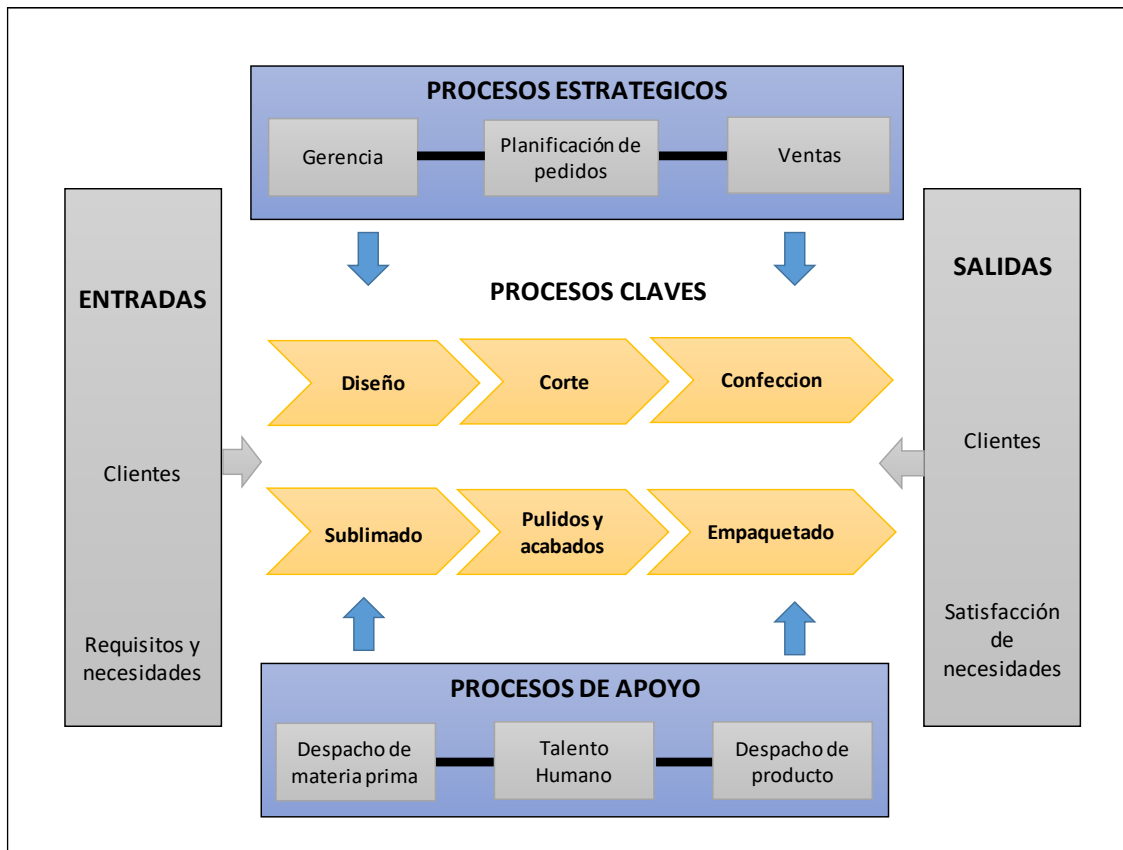 PROCESOS ESTRATEGICOS
Gerencia
Planificación de
pedidos
Ventas
ENTRADAS
Clientes
Requisitos y
necesidades
PROCESOS CLAVES
Diseño
Corte
Confeccion
Sublimado
Pulidos y
acabados
Empaquetado
SALIDAS
Clientes
Satisfacción
de
necesidades
PROCESOS DE APOYO
Despacho de
materia prima
Talento
Humano
Despacho de
producto